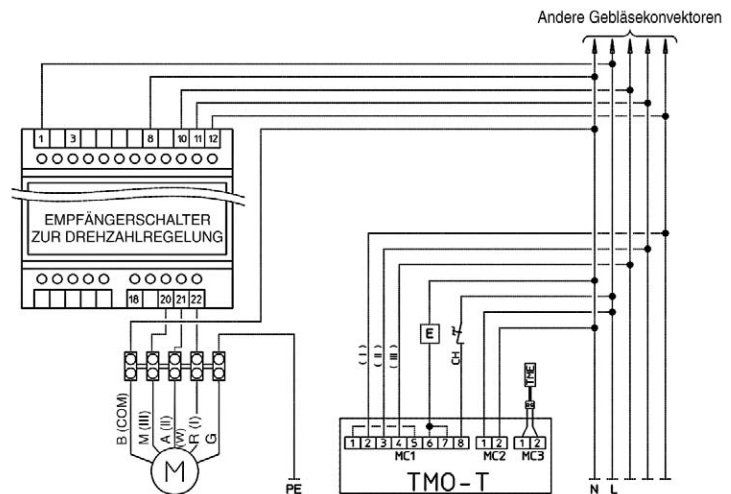 Andere Gebläsekonvektoren
1 3 8 10 11 12
EMPFÄNGERSCHALTER
ZUR DREHZAHLREGELUNG
18 20 21 22
B (COM)
M (III)
A (II)
(W)
R (I)
G
M
PE
(I)
(II)
(III)
E
CH
TME
1 2 3 4 5 6 7 8
MC1
1 2
MC2
1 2
MC3
TMO-T
N L